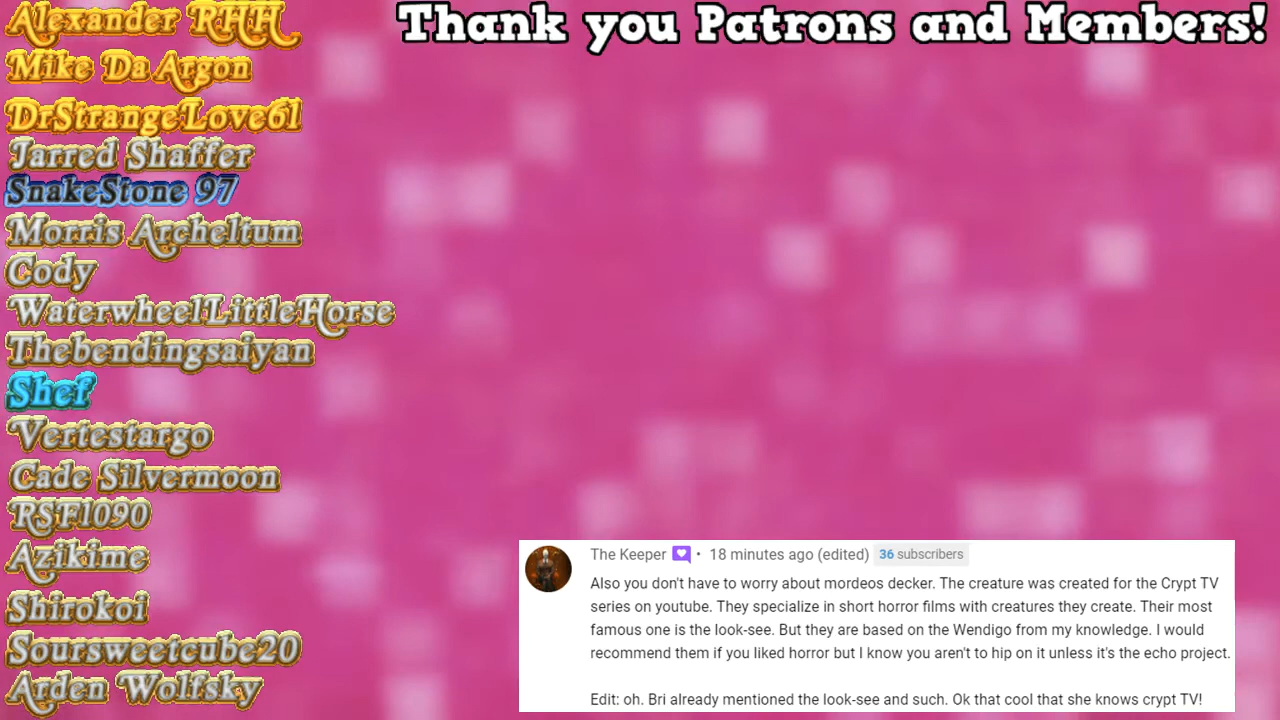 Thank you Patrons and Members!
Alexander RHH
Mike Da Argon
DrStrangeLove61
Jarred Shaffer
SnakeStone 97
Morris Archeltum
Cody
WaterwheelLittleHorse
Thebendingsaiyan
Shef
Vertestargo
Cade Silvermoon
RSF1090
Azikime
Shirokoi
Soursweetcube20
Arden Wolfsky
The Keeper • 18 minutes ago (edited) 36 subscribers
Also you don't have to worry about mordeos decker. The creature was created for the Crypt TV
series on youtube. They specialize in short horror films with creatures they create. Their most
famous one is the look-see. But they are based on the Wendigo from my knowledge. I would
recommend them if you liked horror but I know you aren't to hip on it unless it's the echo project.
Edit: oh. Bri already mentioned the look-see and such. Ok that cool that she knows crypt TV!